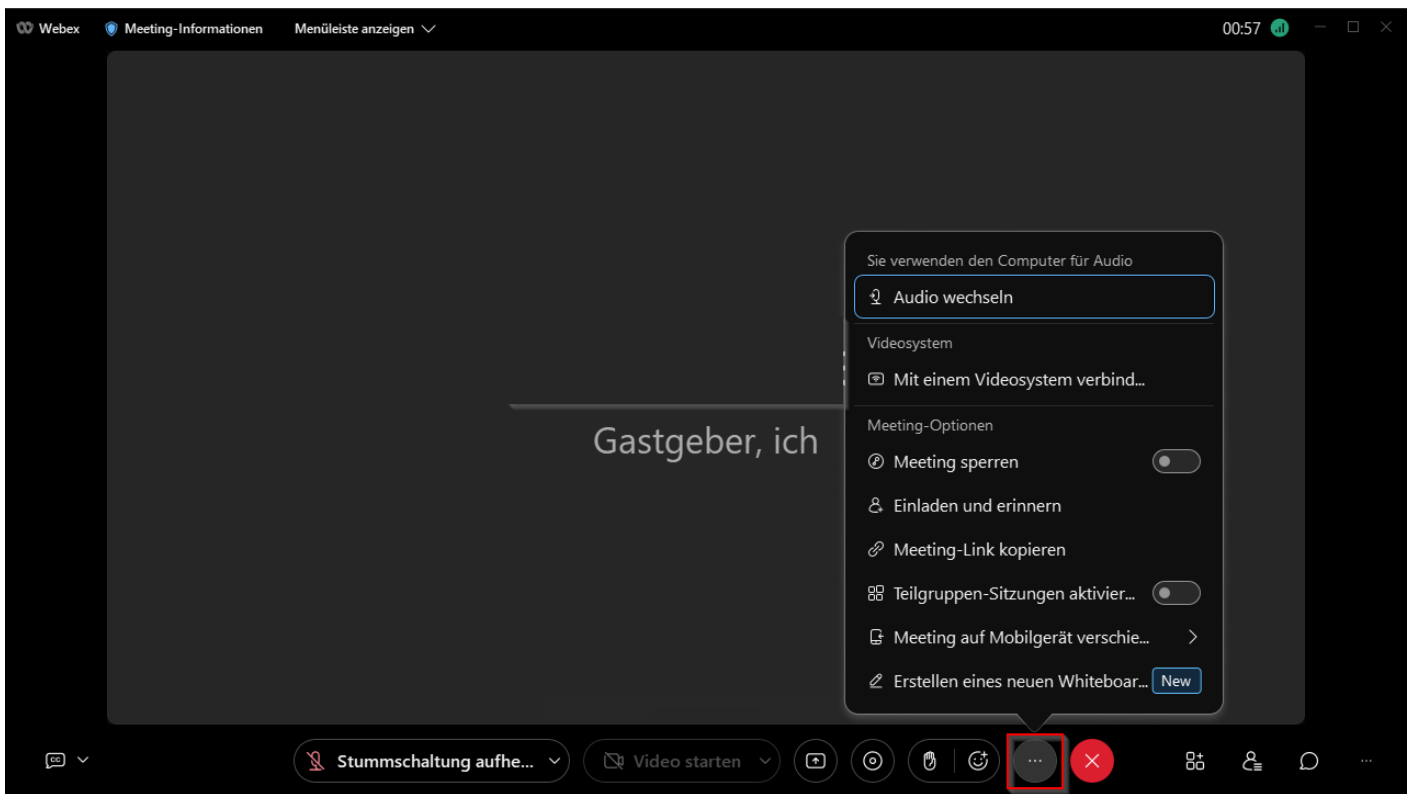 Webex Meeting-Informationen Menüleiste anzeigen 00:57
Sie verwenden den Computer für Audio
Audio wechseln
Videosystem
Mit einem Videosystem verbind...
Meeting-Optionen
Gastgeber, ich
Meeting sperren
Einladen und erinnern
Meeting-Link kopieren
Teilgruppen-Sitzungen aktivier...
Meeting auf Mobilgerät verschie...
Erstellen eines neuen Whiteboar... New
CC Stummschaltung aufhe... Video starten